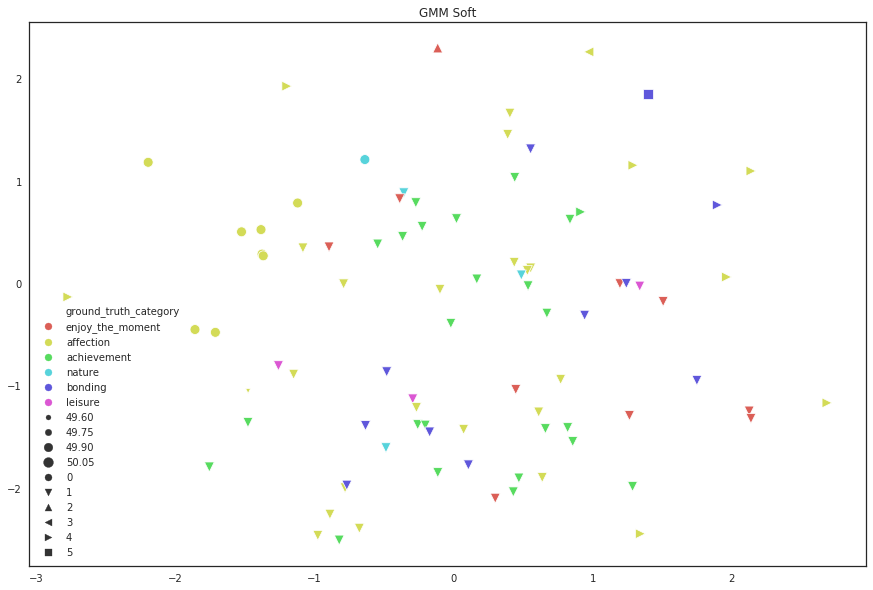 GMM Soft
2
1
0
−1
−2
ground_truth_category
enjoy_the_moment
affection
achievement
nature
bonding
leisure
49.60
49.75
49.90
50.05
0
1
2
3
4
5
−3 −2 −1 0 1 2